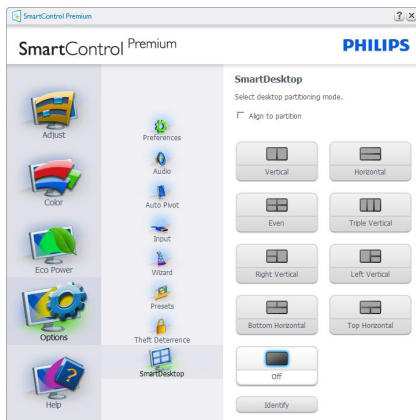 SmartControl Premium
SmartControl Premium
PHILIPS
Adjust
Color
Eco Power
Options
Help
Preferences
Audio
Auto Pivot
Input
Wizard
Presets
Theft Deterrence
SmartDesktop
SmartDesktop
Select desktop partitioning mode.
Align to partition
Vertical
Horizontal
Even
Triple Vertical
Right Vertical
Left Vertical
Bottom Horizontal
Top Horizontal
Off
Identify